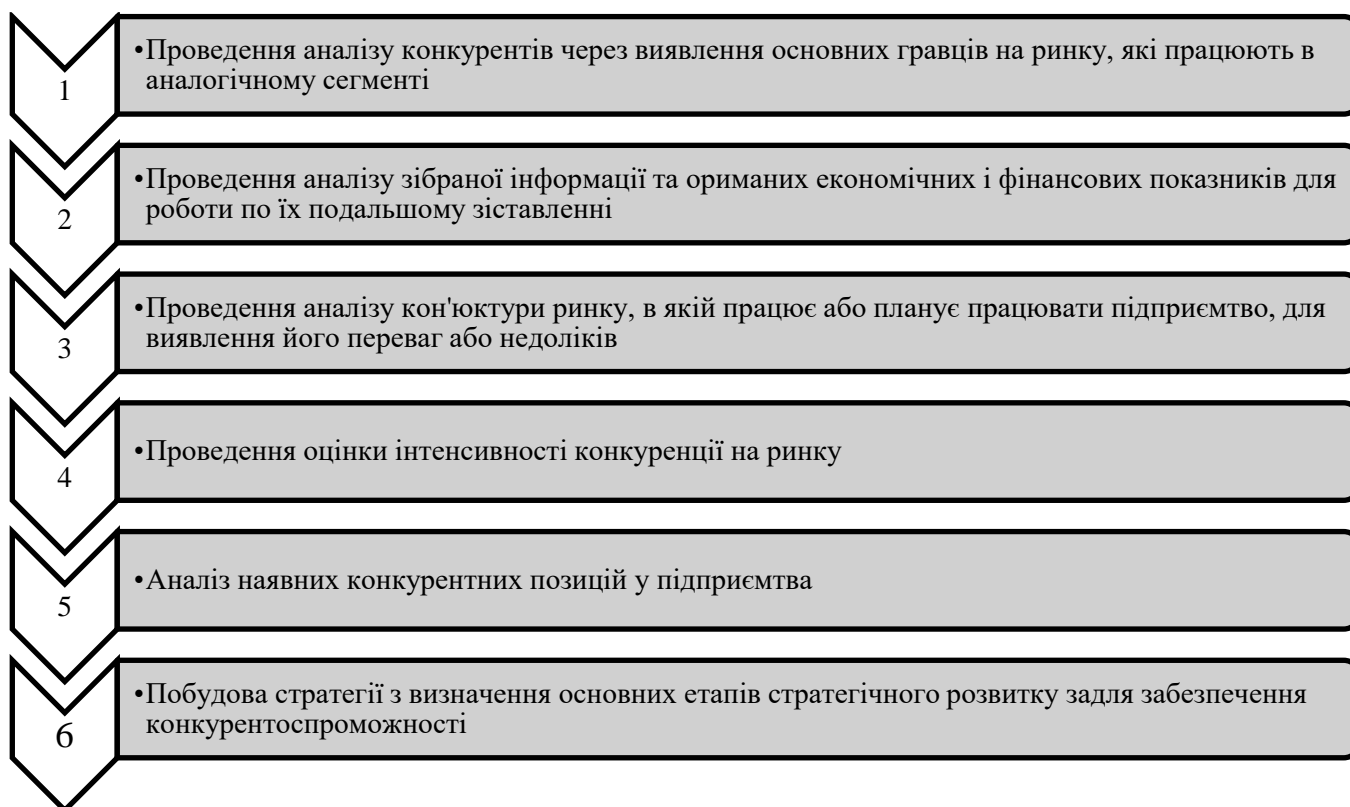 1
•Проведення аналізу конкурентів через виявлення основних гравців на ринку, які працюють в
аналогічному сегменті
2
•Проведення аналізу зібраної інформації та ориманих економічних і фінансових показників для
роботи по їх подальшому зіставленні
3
•Проведення аналізу кон'юктури ринку, в якій працює або планує працювати підприємтво, для
виявлення його переваг або недоліків
4
•Проведення оцінки інтенсивності конкуренції на ринку
5
•Аналіз наявних конкурентних позицій у підприємтва
6
•Побудова стратегії з визначення основних етапів стратегічного розвитку задля забезпечення
конкурентоспроможності